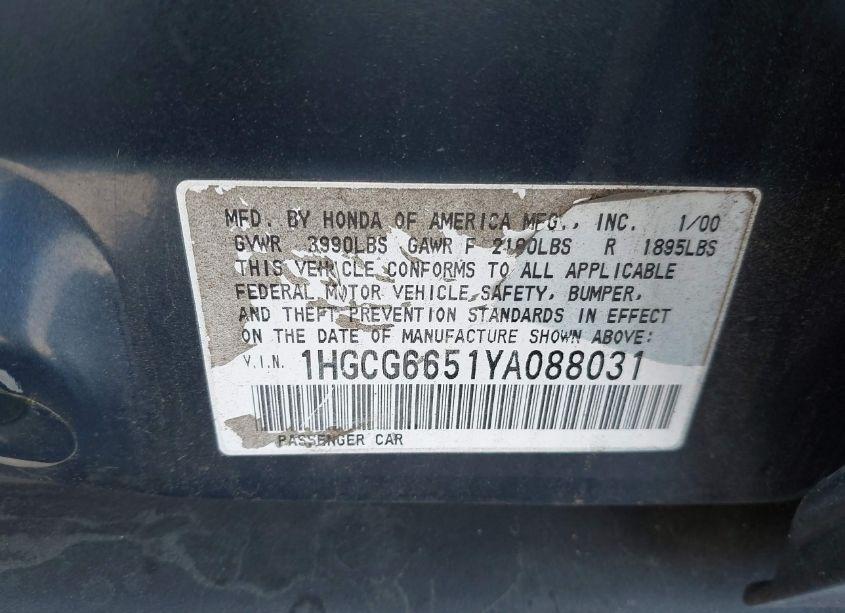 MFD. BY HONDA OF AMERICA MFG., INC. 1/00
GVWR 3990LBS GAWR F 2100LBS R 1895LBS
THIS VEHICLE CONFORMS TO ALL APPLICABLE
FEDERAL MOTOR VEHICLE SAFETY, BUMPER,
AND THEFT PREVENTION STANDARDS IN EFFECT
ON THE DATE OF MANUFACTURE SHOWN ABOVE:
V.I.N. 1HGCG6651YA088031
PASSENGER CAR